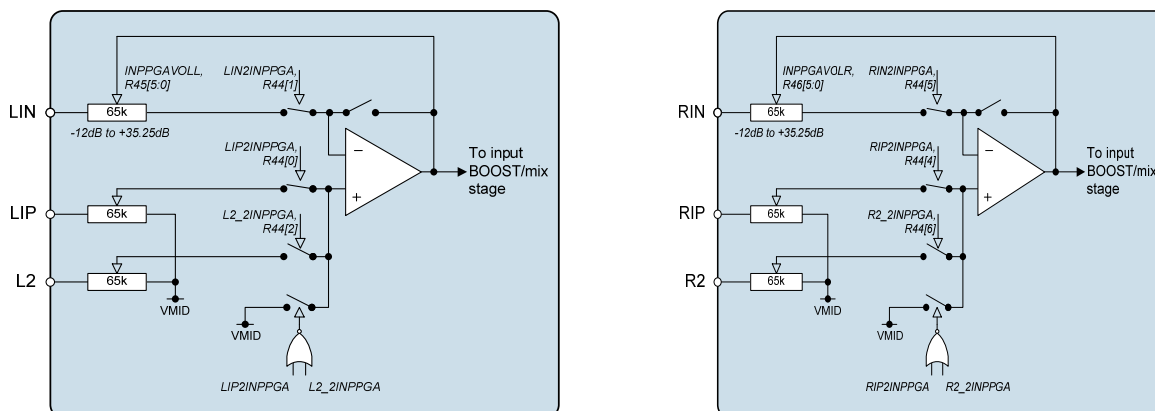 INPPGAVOLL,
R45[5:0]
LIN2INPPGA,
R44[1]
LIN
65k
-12dB to +35.25dB
LIP2INPPGA,
R44[0]
−
+
To input
BOOST/mix
stage
LIP
65k
L2_2INPPGA,
R44[2]
L2
65k
VMID
VMID
LIP2INPPGA L2_2INPPGA
INPPGAVOLR,
R46[5:0]
RIN2INPPGA,
R44[5]
RIN
65k
-12dB to +35.25dB
RIP2INPPGA,
R44[4]
−
+
To input
BOOST/mix
stage
RIP
65k
R2_2INPPGA,
R44[6]
R2
65k
VMID
VMID
RIP2INPPGA R2_2INPPGA